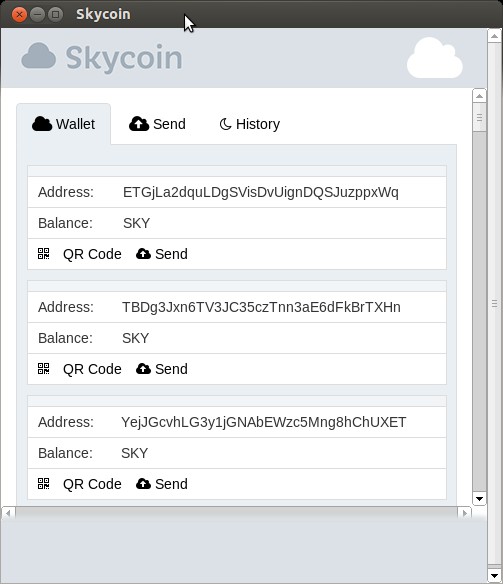 Skycoin
Skycoin
Wallet Send History
Address: ETGjLa2dquLDgSVisDvUignDQSJuzppxWq
Balance: SKY
QR Code Send
Address: TBDg3Jxn6TV3JC35czTnn3aE6dFkBrTXHn
Balance: SKY
QR Code Send
Address: YejJGcvhLG3y1jGNAbEWzc5Mng8hChUXET
Balance: SKY
QR Code Send